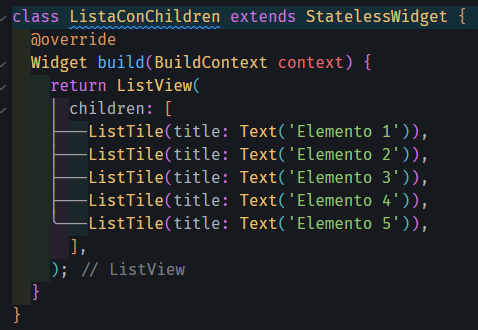 class ListaConChildren extends StatelessWidget {
  @override
  Widget build(BuildContext context) {
    return ListView(
      children: [
        ListTile(title: Text('Elemento 1')),
        ListTile(title: Text('Elemento 2')),
        ListTile(title: Text('Elemento 3')),
        ListTile(title: Text('Elemento 4')),
        ListTile(title: Text('Elemento 5')),
      ],
    ); // ListView
  }
}